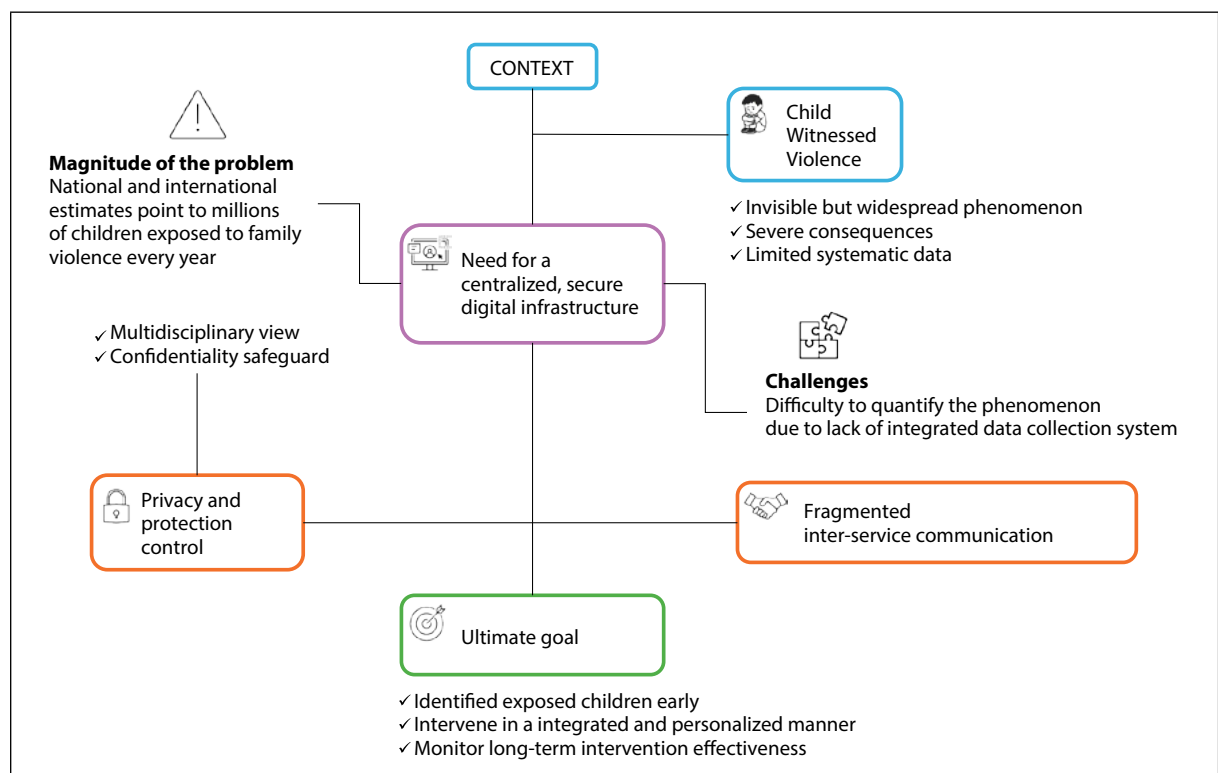 CONTEXT
Child
Witnessed
Violence
✓ Invisible but widespread phenomenon
✓ Severe consequences
✓ Limited systematic data
Magnitude of the problem
National and international
estimates point to millions
of children exposed to family
violence every year
Need for a
centralized, secure
digital infrastructure
✓ Multidisciplinary view
✓ Confidentiality safeguard
Challenges
Difficulty to quantify the phenomenon
due to lack of integrated data collection system
Privacy and
protection
control
Fragmented
inter-service communication
Ultimate goal
✓ Identified exposed children early
✓ Intervene in a integrated and personalized manner
✓ Monitor long-term intervention effectiveness